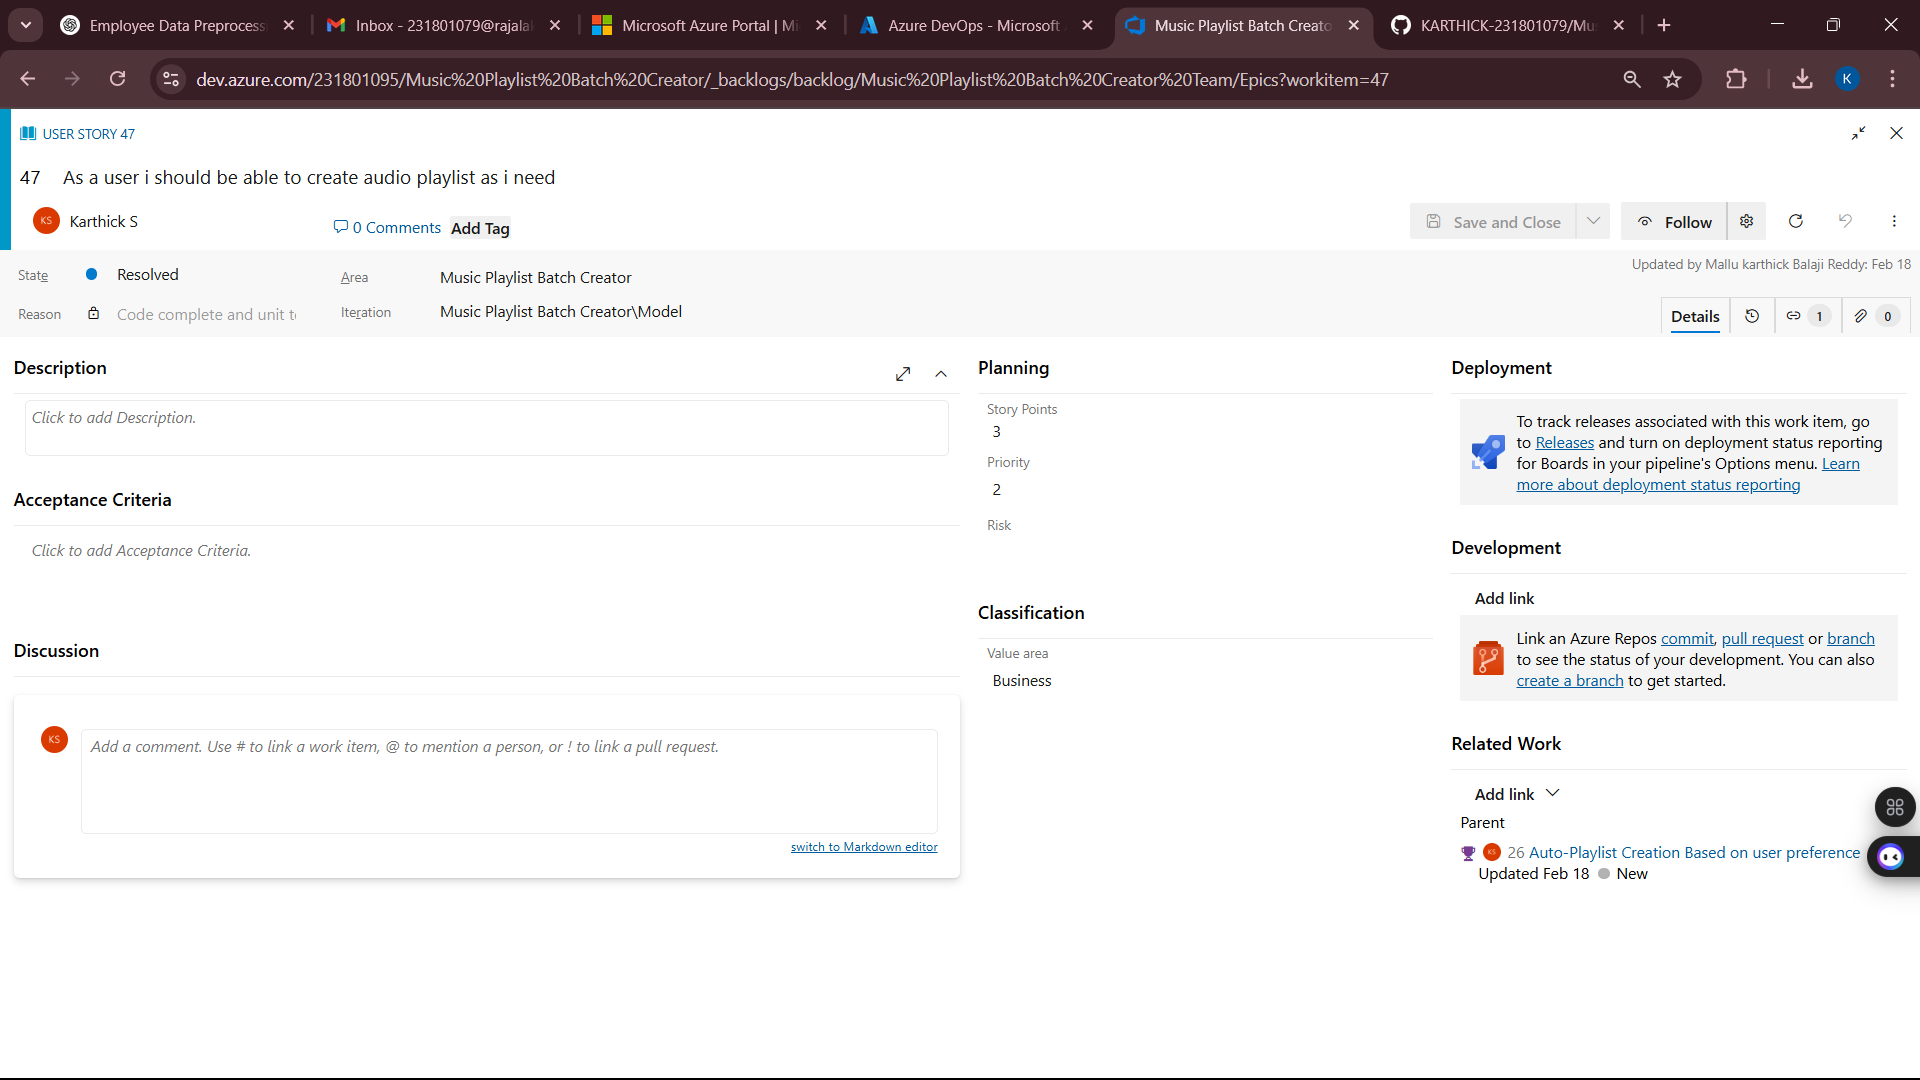 Employee Data Preprocess
Inbox - 231801079@rajala
Microsoft Azure Portal | Mi
Azure DevOps - Microsoft
Music Playlist Batch Creato
KARTHICK-231801079/Mu
dev.azure.com/231801095/Music%20Playlist%20Batch%20Creator/_backlogs/backlog/Music%20Playlist%20Batch%20Creator%20Team/Epics?workitem=47
K
USER STORY 47
47 As a user i should be able to create audio playlist as i need
KS Karthick S
0 Comments
Add Tag
Save and Close
Follow
State
Resolved
Area
Music Playlist Batch Creator
Updated by Mallu karthick Balaji Reddy: Feb 18
Reason
Code complete and unit te
Iteration
Music Playlist Batch Creator\Model
Details
1
0
Description
Click to add Description.
Acceptance Criteria
Click to add Acceptance Criteria.
Discussion
KS
Add a comment. Use # to link a work item, @ to mention a person, or ! to link a pull request.
switch to Markdown editor
Planning
Story Points
3
Priority
2
Risk
Classification
Value area
Business
Deployment
To track releases associated with this work item, go
to Releases and turn on deployment status reporting
for Boards in your pipeline's Options menu. Learn
more about deployment status reporting
Development
Add link
Link an Azure Repos commit, pull request or branch
to see the status of your development. You can also
create a branch to get started.
Related Work
Add link
Parent
KS 26 Auto-Playlist Creation Based on user preference
Updated Feb 18 New